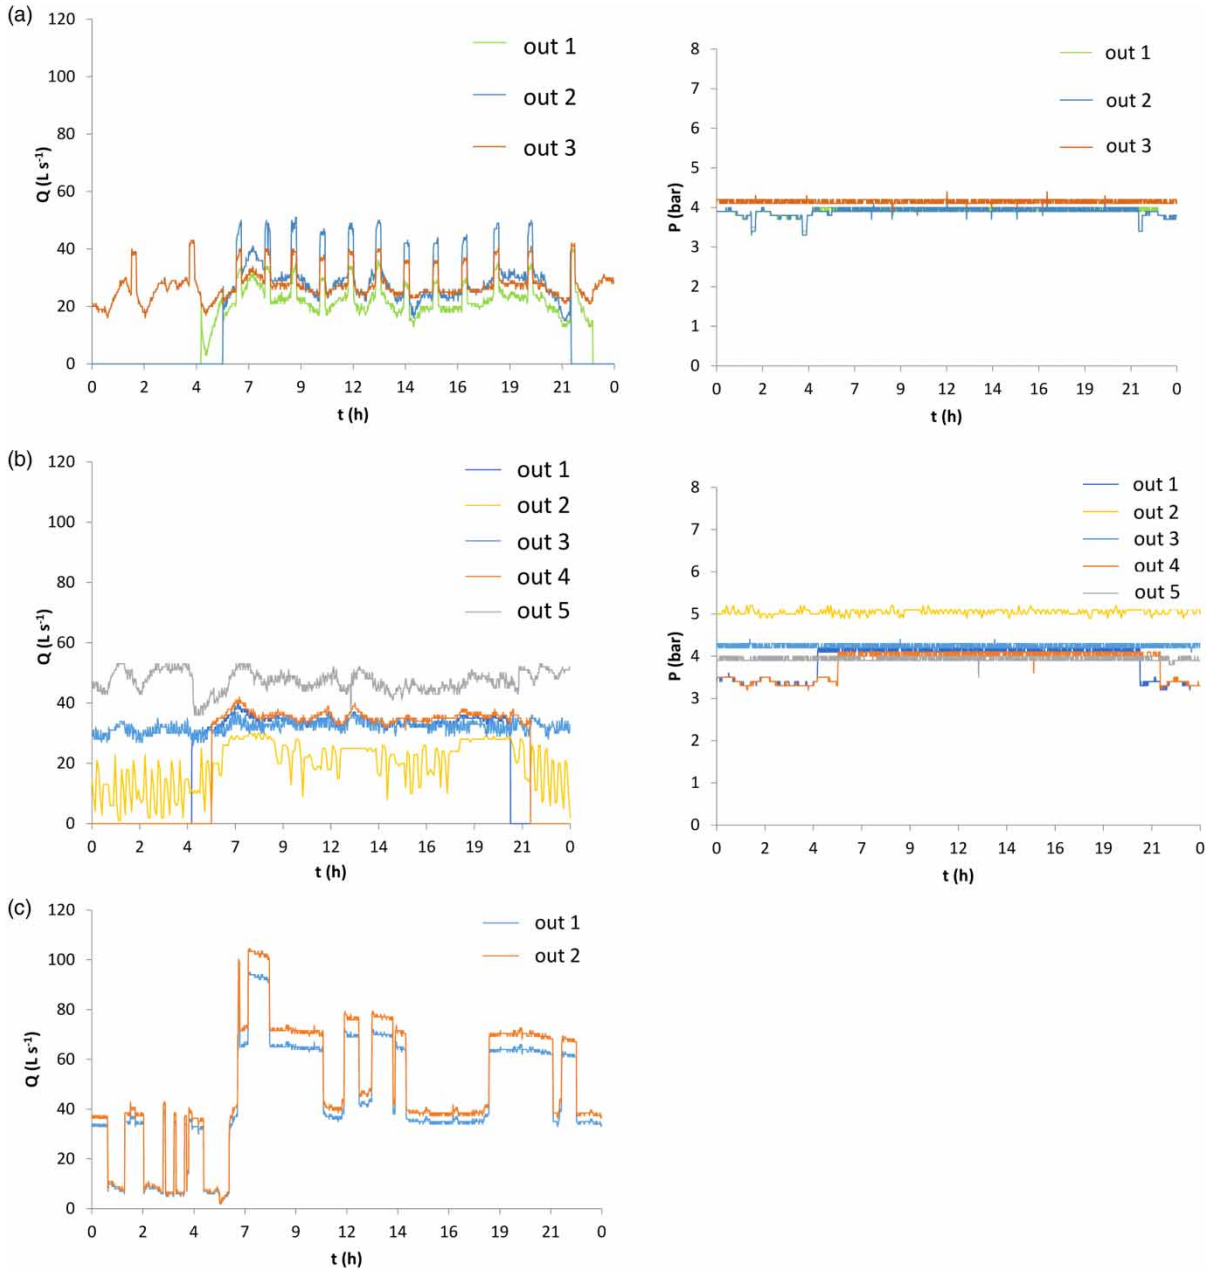 (a)
120
100
80
60
40
20
0
Q (L s⁻¹)
out 1
out 2
out 3
0 2 4 7 9 12 14 16 19 21 0
t (h)
8
7
6
5
4
3
2
1
0
P (bar)
out 1
out 2
out 3
0 2 4 7 9 12 14 16 19 21 0
t (h)
(b)
120
100
80
60
40
20
0
Q (L s⁻¹)
out 1
out 2
out 3
out 4
out 5
0 2 4 7 9 12 14 16 19 21 0
t (h)
8
7
6
5
4
3
2
1
0
P (bar)
out 1
out 2
out 3
out 4
out 5
0 2 4 7 9 12 14 16 19 21 0
t (h)
(c)
120
100
80
60
40
20
0
Q (L s⁻¹)
out 1
out 2
0 2 4 7 9 12 14 16 19 21 0
t (h)